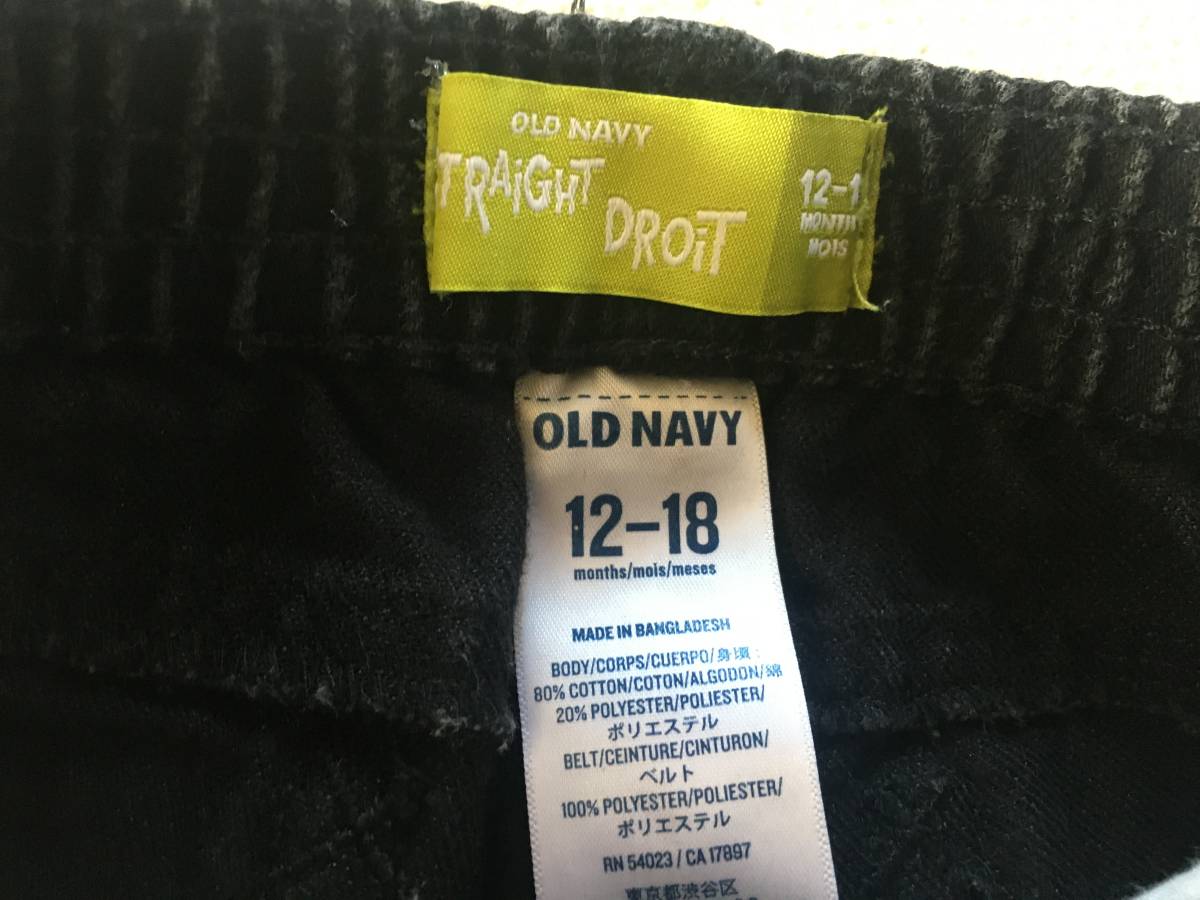 OLD NAVY
TRAiGHT
DROiT
12-1
MONTH
MOIS
OLD NAVY
12-18
months/mois/meses
MADE IN BANGLADESH
BODY/CORPS/CUERPO/身頃:
80% COTTON/COTON/ALGODON/綿
20% POLYESTER/POLIESTER/
ポリエステル
BELT/CEINTURE/CINTURON/
ベルト
100% POLYESTER/POLIESTER/
ポリエステル
RN 54023 / CA 17897
東京都渋谷区